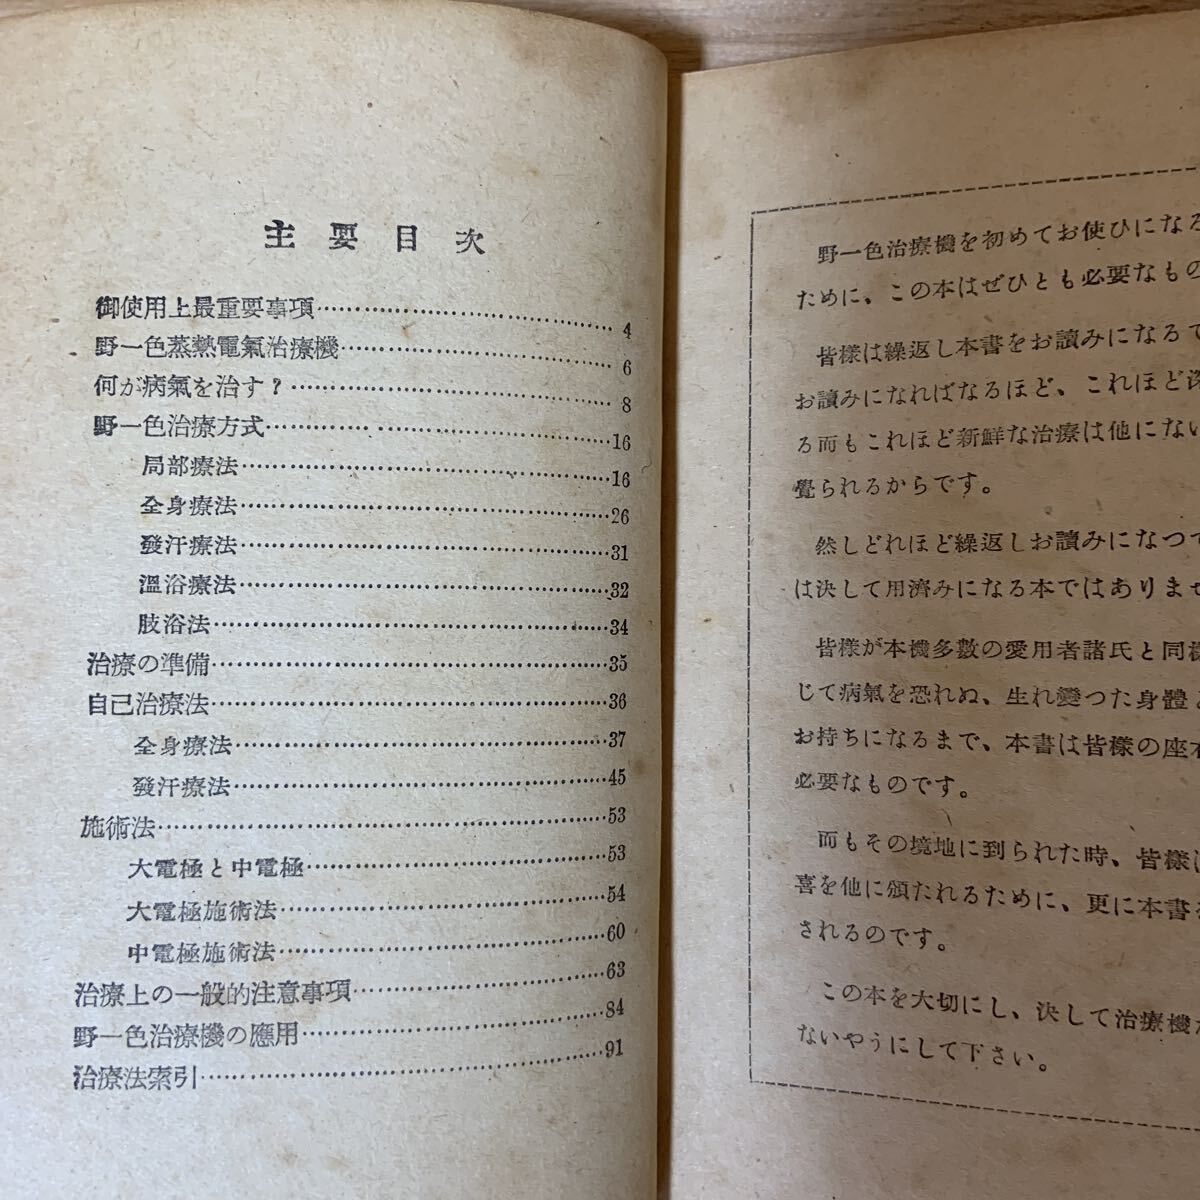 主要目次
御使用上最重要事項 4
野一色蒸熱電氣治療機 6
何が病氣を治す? 8
野一色治療方式 16
局部療法 16
全身療法 26
發汗療法 31
溫浴療法 32
肢浴法 34
治療の準備 35
自己治療法 36
全身療法 37
發汗療法 45
施術法 53
大電極と中電極 53
大電極施術法 54
中電極施術法 60
治療上の一般的注意事項 63
野一色治療機の應用 84
治療法索引 91
野一色治療機を初めてお使ひになる
ために、この本はぜひとも必要なもの
皆樣は繰返し本書をお讀みになるで
お讀みになればなるほど、これほど深
る而もこれほど新鮮な治療は他にない
覺られるからです。
然しどれほど繰返しお讀みになつて
は決して用濟みになる本ではありませ
皆樣が本機多數の愛用者諸氏と同樣
じて病氣を恐れぬ、生れ變つた身體
お持ちになるまで、本書は皆樣の座右
必要なものです。
而もその境地に到られた時、皆樣は
喜を他に頒たれるために、更に本書を
されるのです。
この本を大切にし、決して治療機か
ないやうにして下さい。